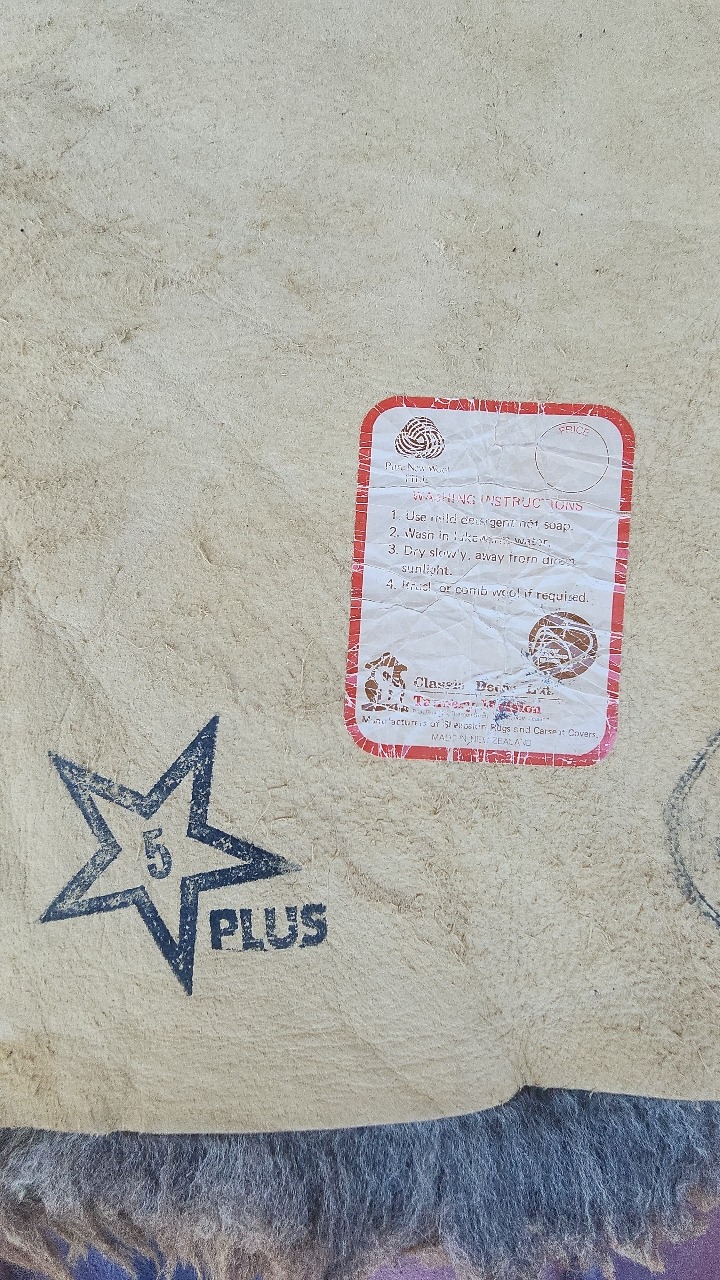 Pure New Wool
PRICE
WASHING INSTRUCTIONS
1. Use mild detergent not soap.
2. Wash in lukewarm water.
3. Dry slowly, away from direct
sunlight.
4. Brush or comb wool if required.
Classic Decor Ltd.
Tannery Division
Manufacturers of Sheepskin Rugs and Carseat Covers.
MADE IN NEW ZEALAND
5
PLUS